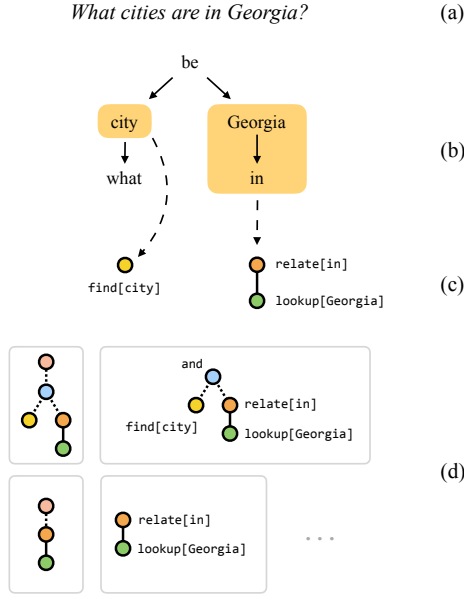 What cities are in Georgia? (a)
be
city Georgia
(b)
what in
relate[in]
(c)
find[city]
lookup[Georgia]
and
relate[in]
find[city]
lookup[Georgia]
(d)
relate[in]
...
lookup[Georgia]